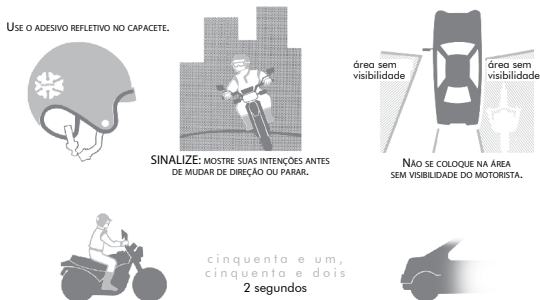 USE O ADESIVO REFLETIVO NO CAPACETE.
SINALIZE: MOSTRE SUAS INTENÇÕES ANTES
DE MUDAR DE DIREÇÃO OU PARAR.
área sem
visibilidade
área sem
visibilidade
NÃO SE COLOQUE NA ÁREA
SEM VISIBILIDADE DO MOTORISTA.
cinquenta e um,
cinquenta e dois
2 segundos